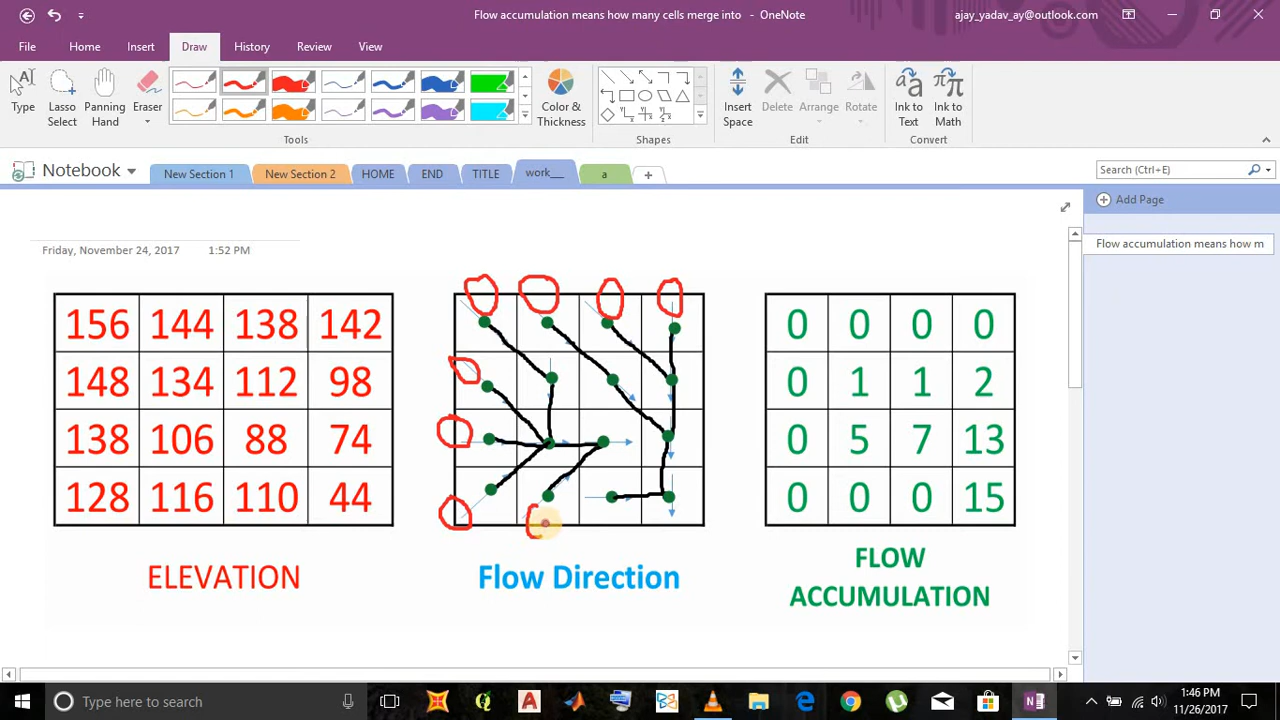 Flow accumulation means how many cells merge into - OneNote
ajay_yadav_ay@outlook.com
File Home Insert Draw History Review View
Type
Lasso Select
Panning Hand
Eraser
Color & Thickness
Insert Space
Delete
Arrange
Rotate
Ink to Text
Ink to Math
Tools
Shapes
Edit
Convert
Notebook
New Section 1
New Section 2
HOME
END
TITLE
work__
a
Search (Ctrl+E)
Add Page
Flow accumulation means how m
Friday, November 24, 2017 1:52 PM
156 144 138 142
148 134 112 98
138 106 88 74
128 116 110 44
ELEVATION
Flow Direction
0 0 0 0
0 1 1 2
0 5 7 13
0 0 0 15
FLOW
ACCUMULATION
Type here to search
1:46 PM
11/26/2017